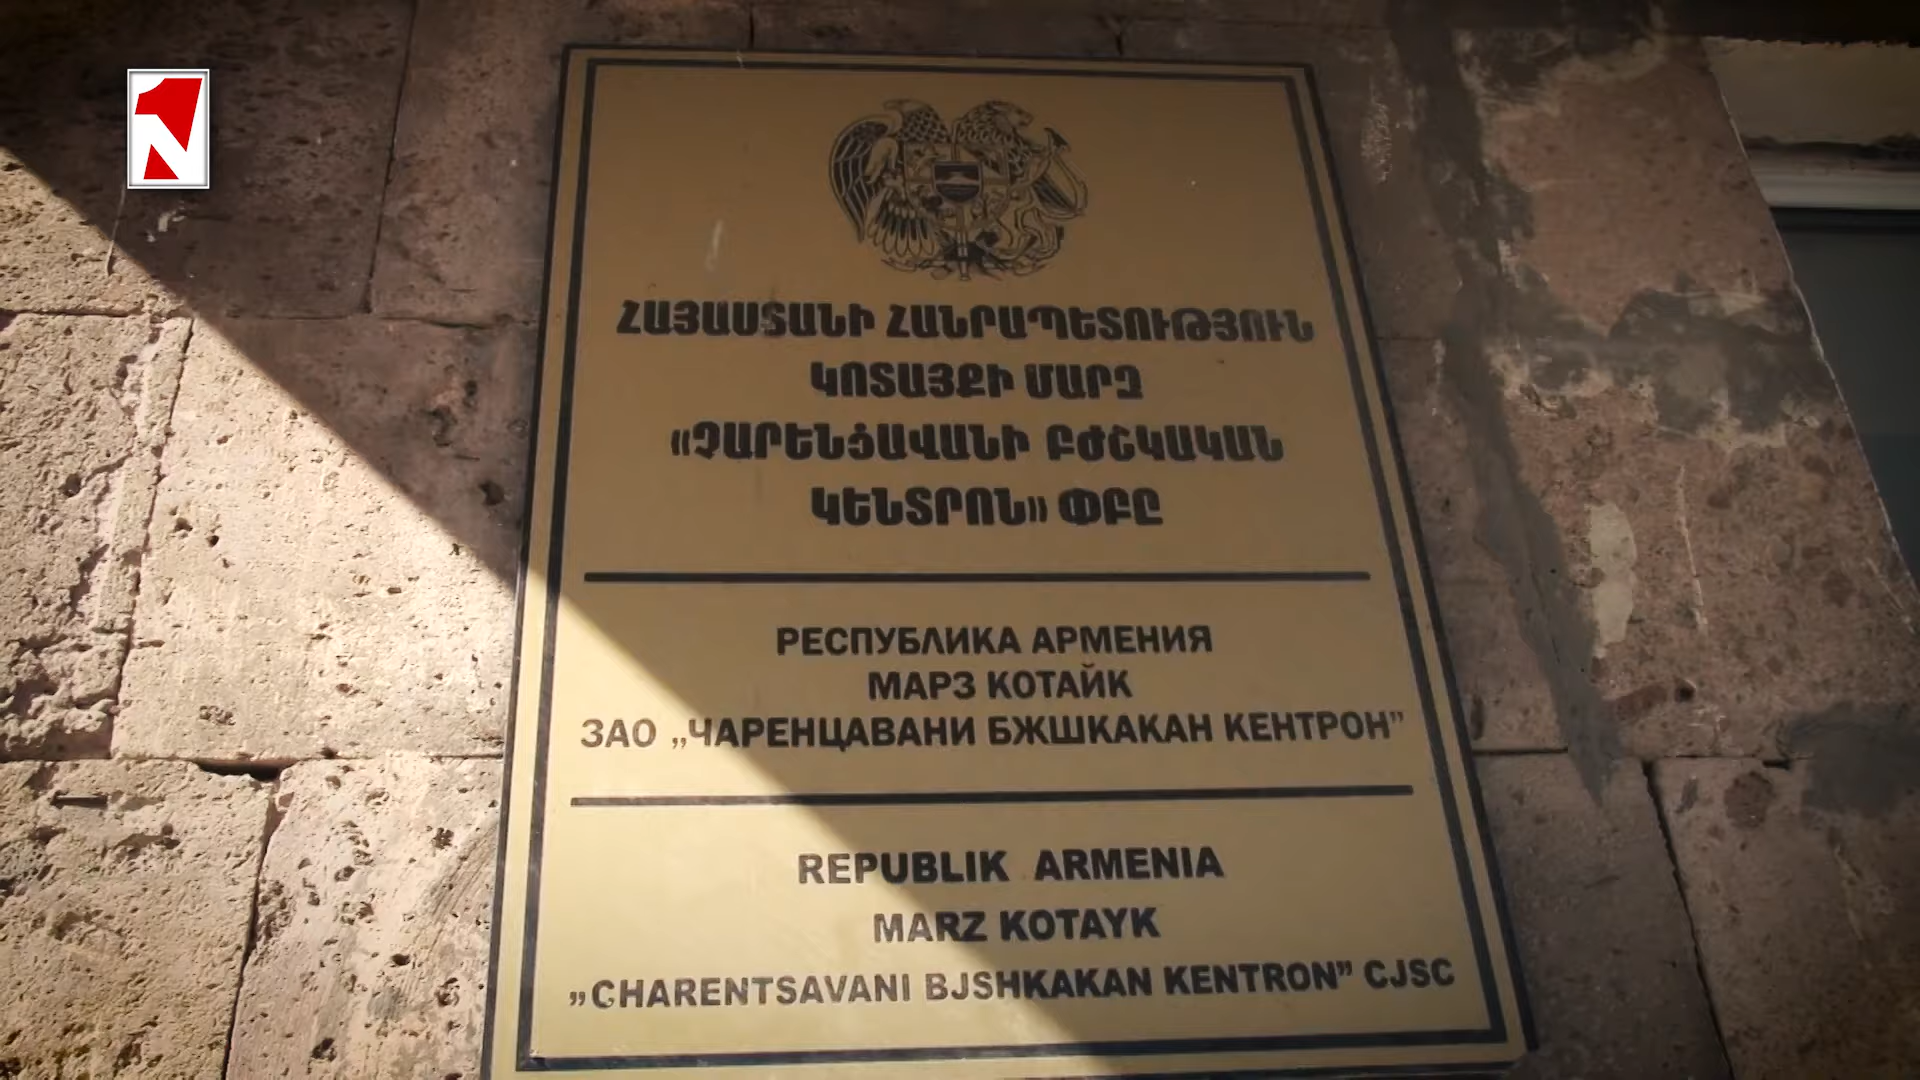 1N
ՀԱՅԱՍՏԱՆԻ ՀԱՆՐԱՊԵՏՈՒԹՅՈՒՆ
ԿՈՏԱՅՔԻ ՄԱՐԶ
«ՉԱՐԵՆՑԱՎԱՆԻ ԲԺՇԿԱԿԱՆ
ԿԵՆՏՐՈՆ» ՓԲԸ
РЕСПУБЛИКА АРМЕНИЯ
МАРЗ КОТАЙК
ЗАО „ЧАРЕНЦАВАНИ БЖШКАКАН КЕНТРОН”
REPUBLIK ARMENIA
MARZ KOTAYK
„CHARENTSAVANI BJSHKAKAN KENTRON” CJSC